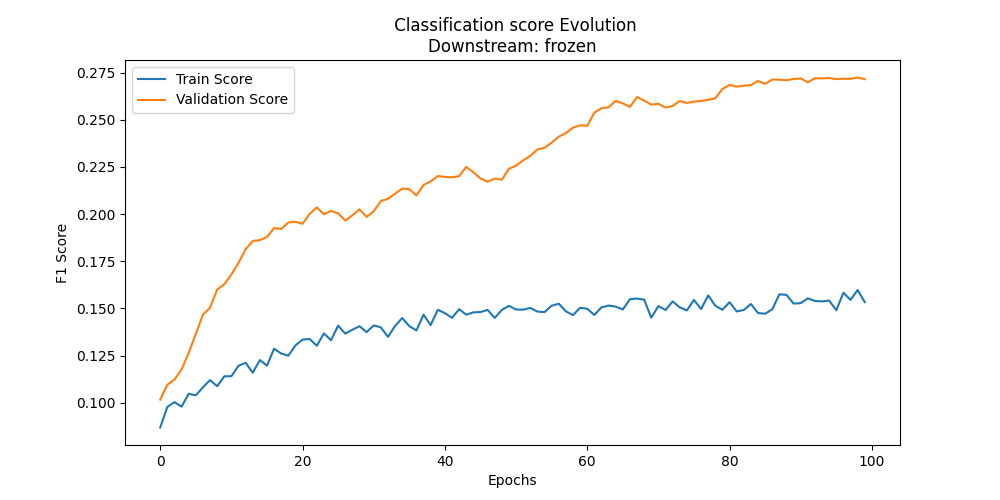 Classification score Evolution
Downstream: frozen
Train Score
Validation Score
F1 Score
0.275
0.250
0.225
0.200
0.175
0.150
0.125
0.100
0 20 40 60 80 100
Epochs